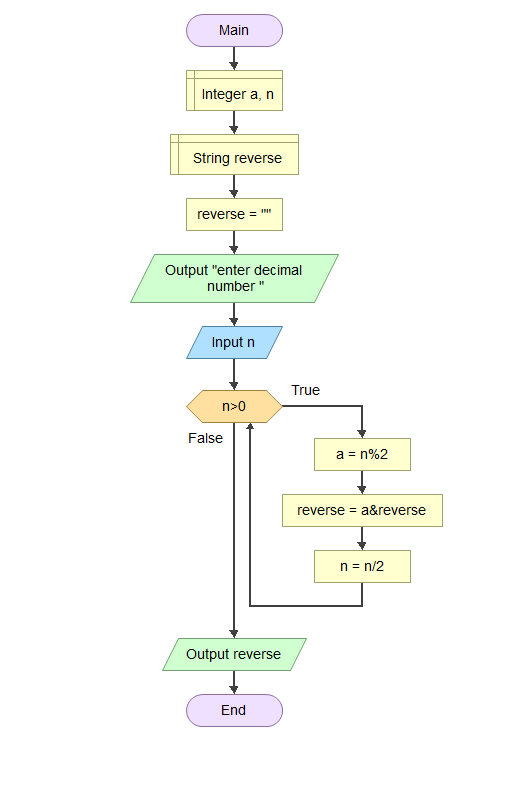 Main
Integer a, n
String reverse
reverse = ""
Output "enter decimal
number "
Input n
n>0
True
False
a = n%2
reverse = a&reverse
n = n/2
Output reverse
End